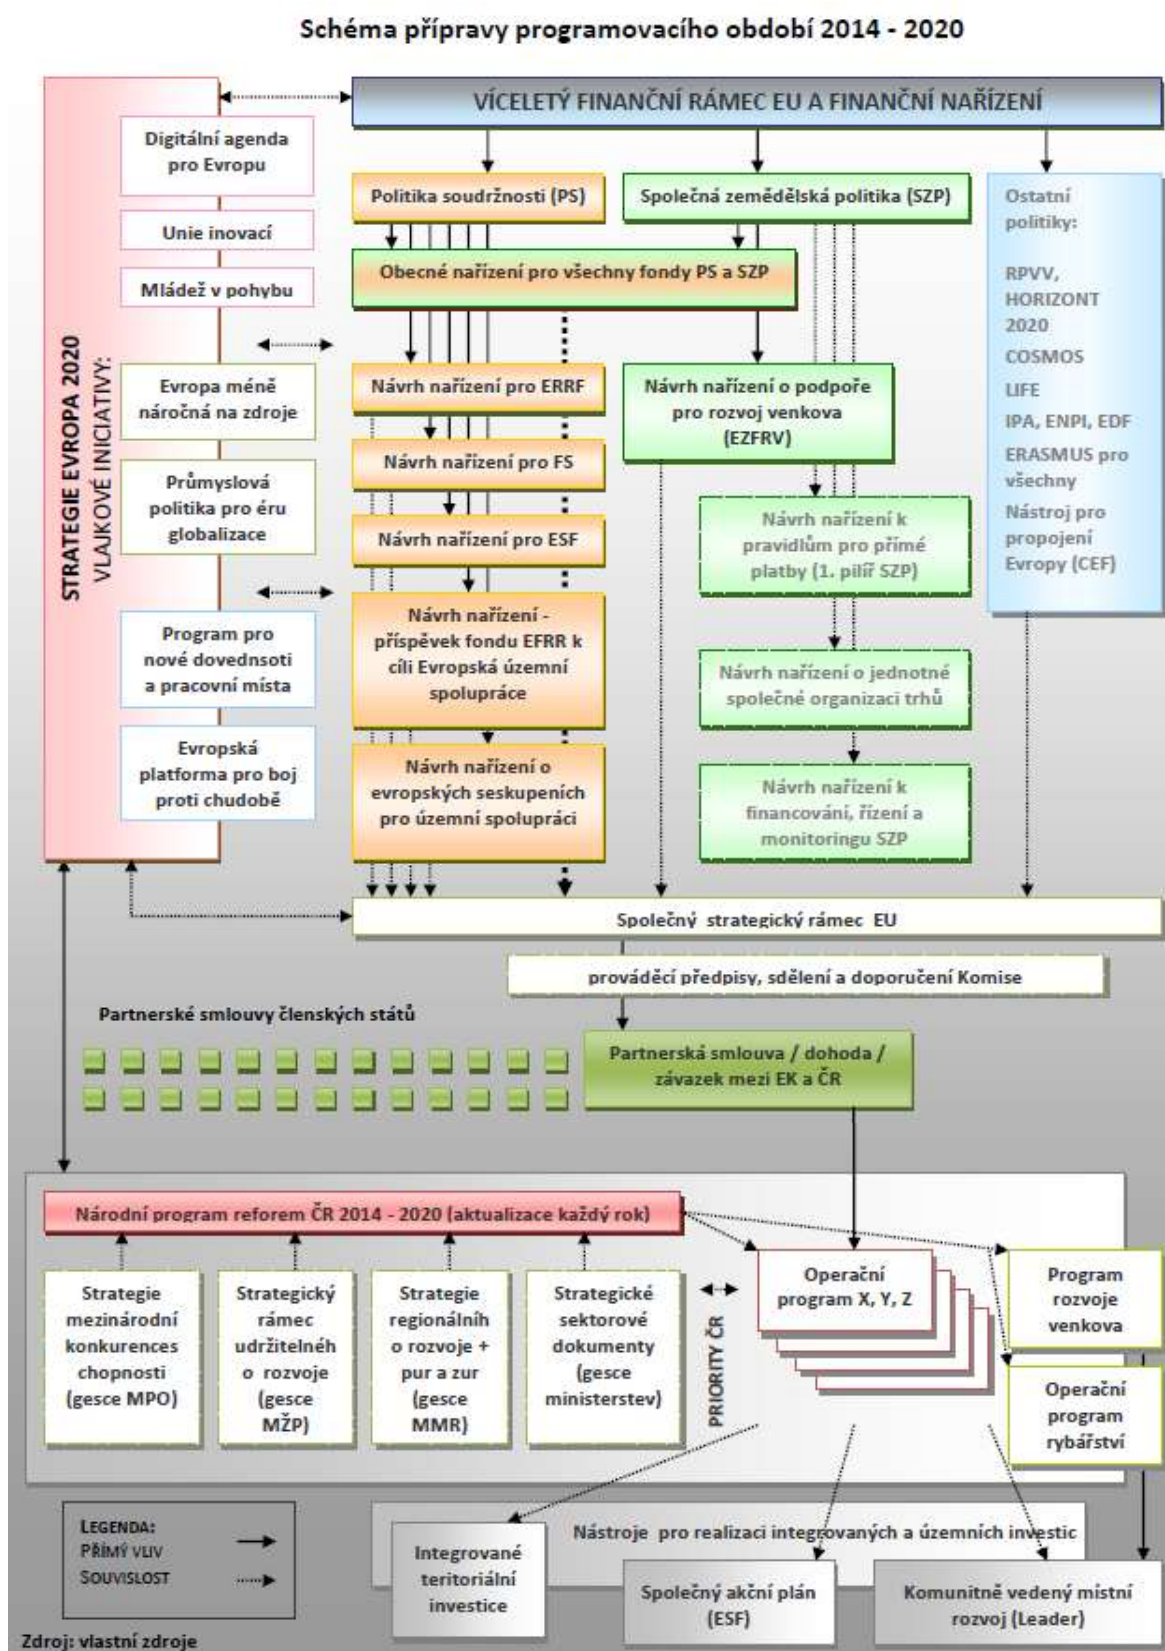 Schéma přípravy programovacího období 2014 - 2020
VÍCELETÝ FINANČNÍ RÁMEC EU A FINANČNÍ NAŘÍZENÍ
STRATEGIE EVROPA 2020
VLAJKOVÉ INICIATIVY:
Digitální agenda
pro Evropu
Unie inovací
Mládež v pohybu
Evropa méně
náročná na zdroje
Průmyslová
politika pro éru
globalizace
Program pro
nové dovednsoti
a pracovní místa
Evropská
platforma pro boj
proti chudobě
Politika soudržnosti (PS)
Společná zemědělská politika (SZP)
Obecné nařízení pro všechny fondy PS a SZP
Návrh nařízení pro ERRF
Návrh nařízení pro FS
Návrh nařízení pro ESF
Návrh nařízení -
příspěvek fondu EFRR k
cíli Evropská územní
spolupráce
Návrh nařízení o
evropských seskupeních
pro územní spolupráci
Návrh nařízení o podpoře
pro rozvoj venkova
(EZFRV)
Návrh nařízení k
pravidlům pro přímé
platby (1. pilíř SZP)
Návrh nařízení o jednotné
společné organizaci trhů
Návrh nařízení k
financování, řízení a
monitoringu SZP
Ostatní
politiky:
RPVV,
HORIZONT
2020
COSMOS
LIFE
IPA, ENPI, EDF
ERASMUS pro
všechny
Nástroj pro
propojení
Evropy (CEF)
Společný strategický rámec EU
prováděcí předpisy, sdělení a doporučení Komise
Partnerské smlouvy členských států
Partnerská smlouva / dohoda /
závazek mezi EK a ČR
Národní program reforem ČR 2014 - 2020 (aktualizace každý rok)
Strategie
mezinárodní
konkurences
chopnosti
(gesce MPO)
Strategický
rámec
udržitelnéh
o rozvoje
(gesce
MŽP)
Strategie
regionálníh
o rozvoje +
pur a zur
(gesce
MMR)
Strategické
sektorové
dokumenty
(gesce
ministerstev)
PRIORITY ČR
Operační
program X, Y, Z
Program
rozvoje
venkova
Operační
program
rybářství
LEGENDA:
PŘÍMÝ VLIV
SOUVISLOST
Nástroje pro realizaci integrovaných a územních investic
Integrované
teritoriální
investice
Společný akční plán
(ESF)
Komunitně vedený místní
rozvoj (Leader)
Zdroj: vlastní zdroje